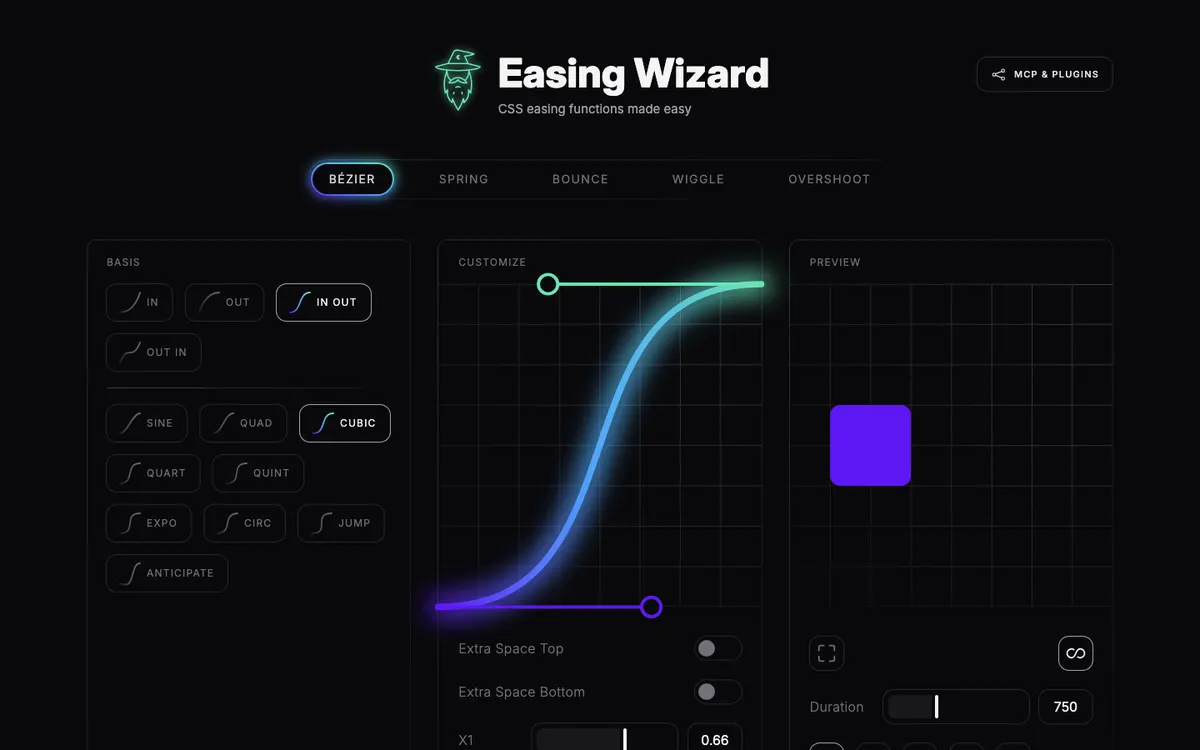 Easing Wizard
CSS easing functions made easy
MCP & PLUGINS
BÉZIER
SPRING
BOUNCE
WIGGLE
OVERSHOOT
BASIS
IN
OUT
IN OUT
OUT IN
SINE
QUAD
CUBIC
QUART
QUINT
EXPO
CIRC
JUMP
ANTICIPATE
CUSTOMIZE
Extra Space Top
Extra Space Bottom
X1
0.66
PREVIEW
Duration
750